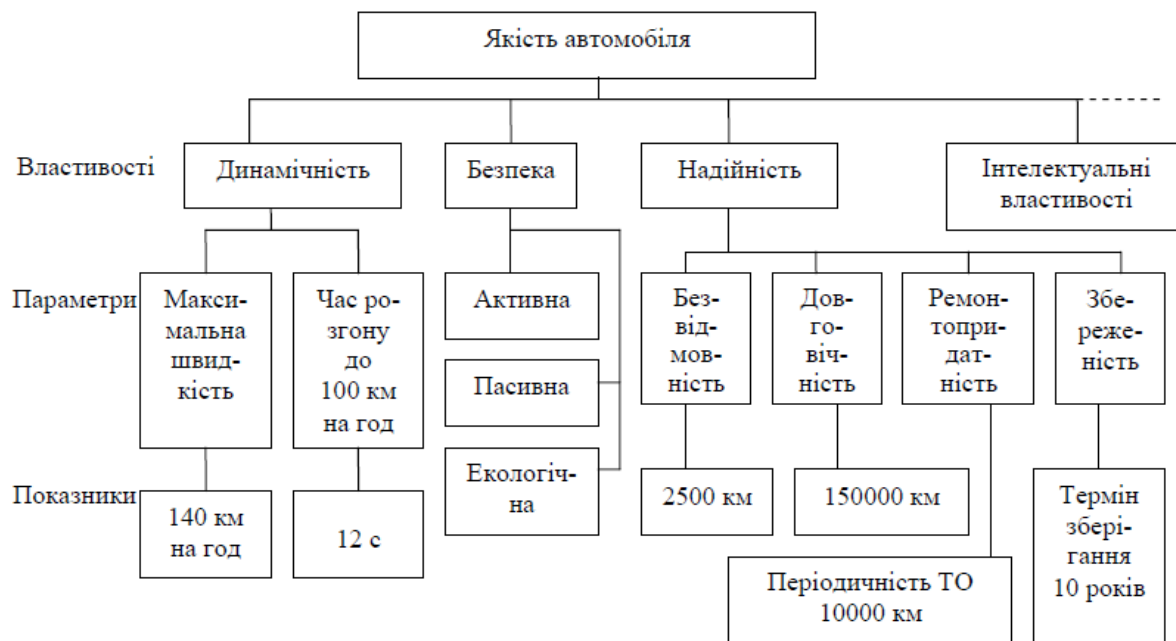 Якість автомобіля
Властивості
Динамічність
Безпека
Надійність
Інтелектуальні
властивості
Параметри
Макси-
мальна
швид-
кість
Час ро-
згону
до
100 км
на год
Активна
Пасивна
Екологіч-
на
Без-
від-
мов-
ність
Дов-
го-
віч-
ність
Ремон-
топри-
дат-
ність
Збе-
реже-
ність
Показники
140 км
на год
12 с
2500 км
150000 км
Періодичність ТО
10000 км
Термін
збері-
гання
10 років